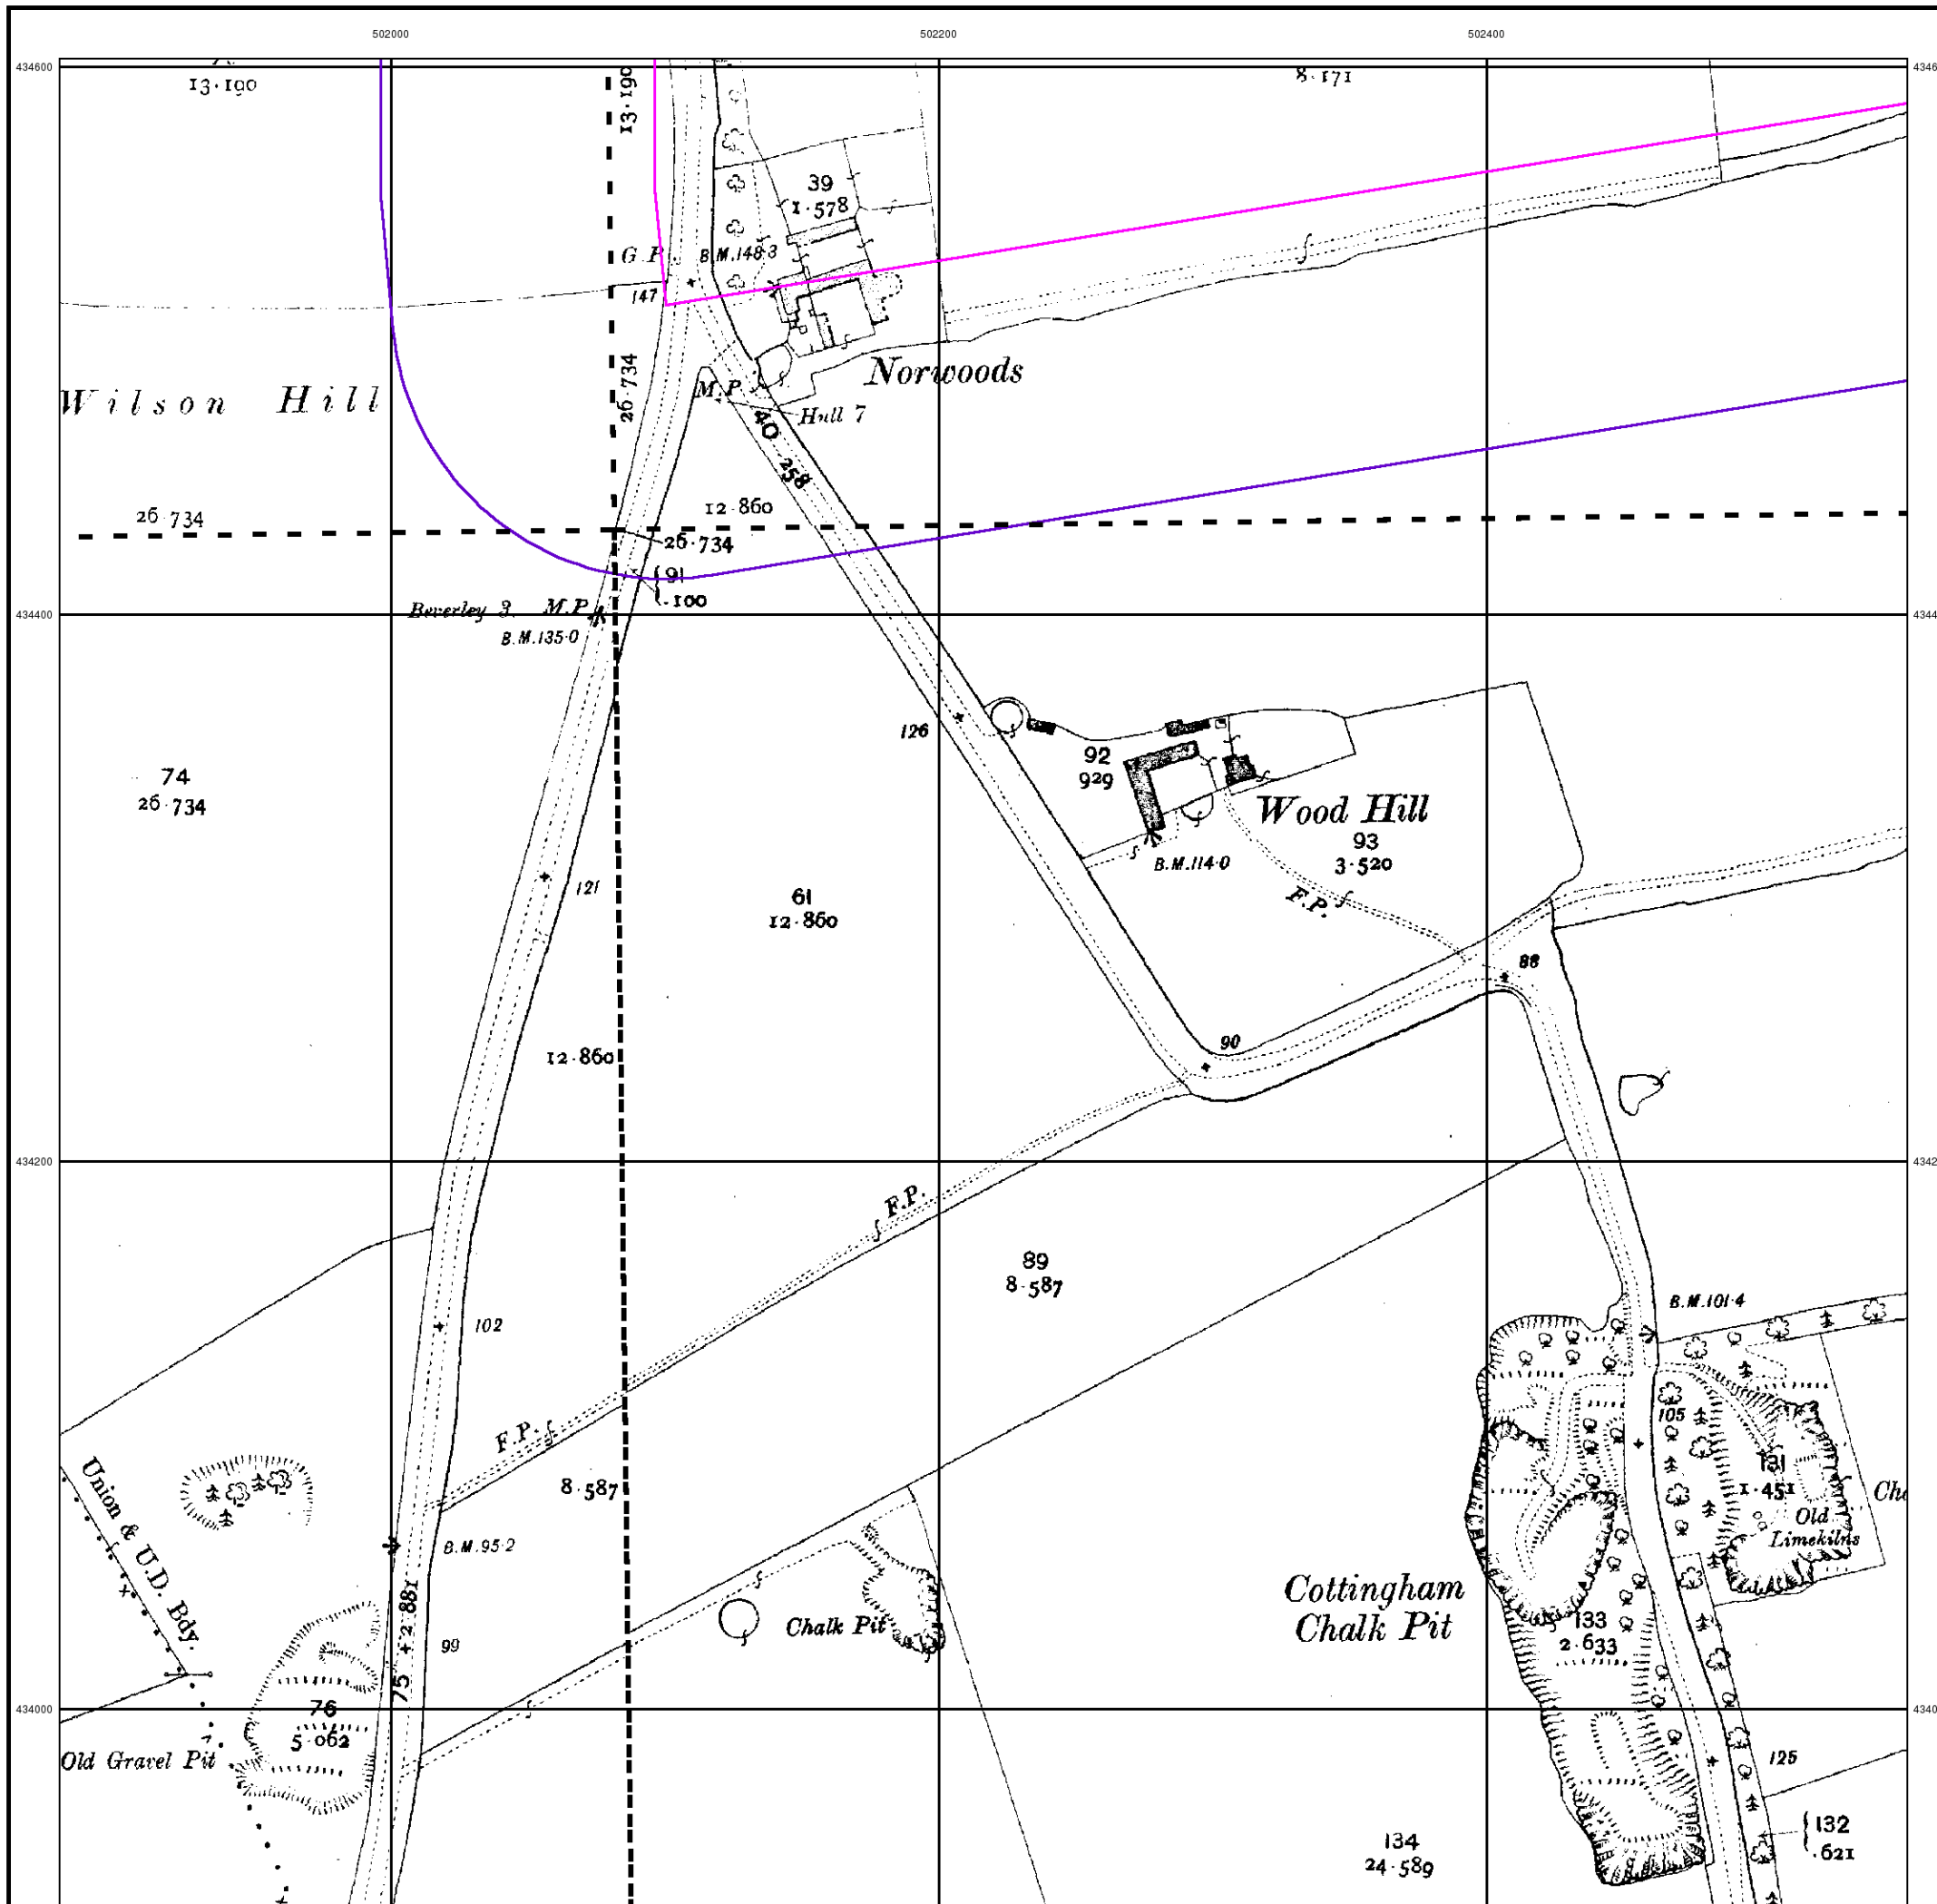 502000
502200
502400
434600
13·190
13·190
8·171
39
1·578
G.P.
B.M.148·3
147
26·734
Norwoods
Wilson Hill
M.P.
Hull 7
40
258
26·734
12·860
26·734
91
·100
Beverley 3
M.P.
B.M.135·0
434400
126
92
929
74
26·734
Wood Hill
93
3·520
B.M.114·0
121
61
12·860
F.P.
88
90
12·860
434200
F.P.
89
8·587
B.M.101·4
102
105
F.P.
131
1·451
Old
Limekilns
8·587
Union & U.D. Bdy.
B.M.95·2
75
2·881
99
Chalk Pit
Cottingham
Chalk Pit
133
2·633
434000
76
5·062
Old Gravel Pit
125
132
·621
134
24·589